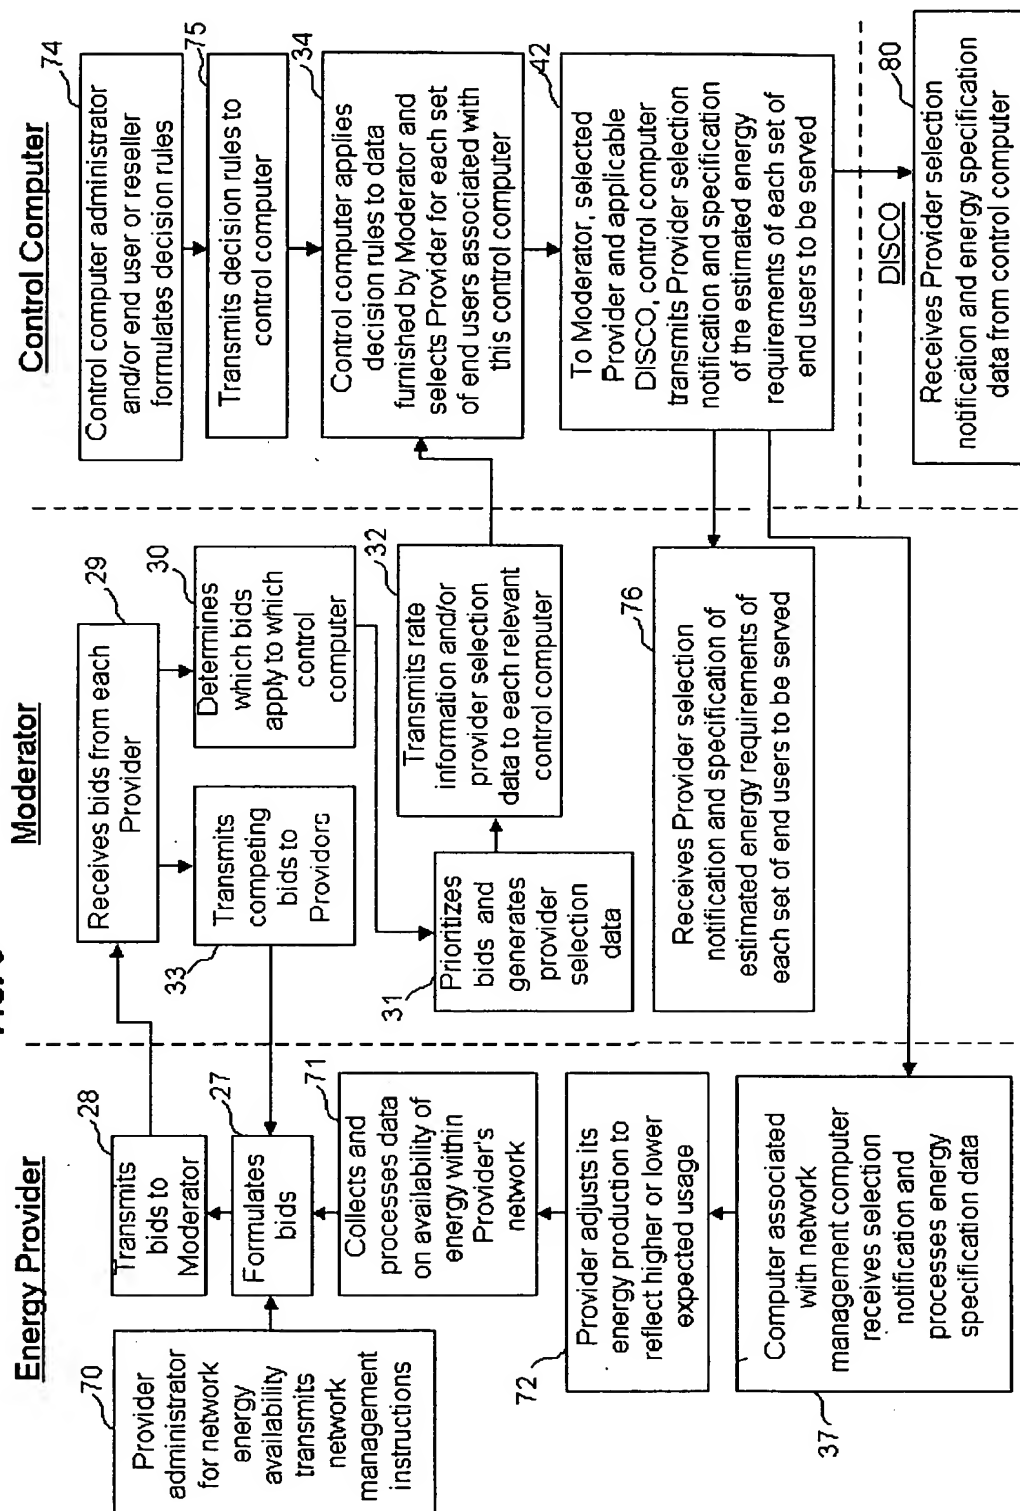 Energy Provider
70
Provider
administrator
for network
energy
availability
transmits
network
management
instructions
28
Transmits
bids to
Moderator
27
Formulates
bids
71
Collects and
processes data
on availability of
energy within
Provider's
network
72
Provider adjusts its
energy production to
reflect higher or lower
expected usage
37
Computer associated
with network
management computer
receives selection
notification and
processes energy
specification data
Moderator
29
Receives bids from each
Provider
33
Transmits
competing
bids to
Providors
30
Determines
which bids
apply to which
control
computer
31
Prioritizes
bids and
generates
provider
selection
data
32
Transmits rate
information and/or
provider selection
data to each relevant
control computer
76
Receives Provider selection
notification and specification of
estimated energy requirements of
each set of end users to be served
Control Computer
74
Control computer administrator
and/or end user or reseller
formulates decision rules
75
Transmits decision rules to
control computer
34
Control computer applies
decision rules to data
furnished by Moderator and
selects Provider for each set
of end users associated with
this control computer
42
To Moderator, selected
Provider and applicable
DISCO, control computer
transmits Provider selection
notification and specification
of the estimated energy
requirements of each set of
end users to be served
DISCO
80
Receives Provider selection
notification and energy specification
data from control computer